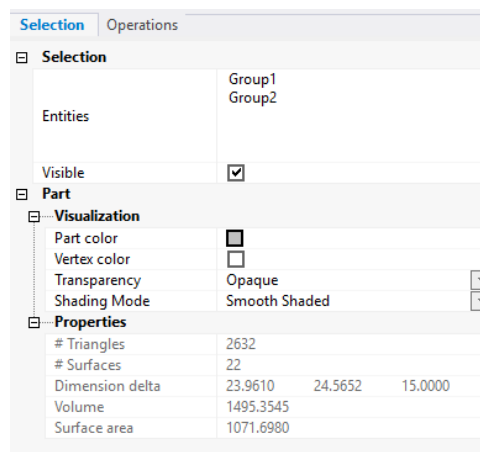 Selection Operations
Selection
Group1
Group2
Entities
Visible
Part
Visualization
Part color
Vertex color
Transparency Opaque
Shading Mode Smooth Shaded
Properties
# Triangles 2632
# Surfaces 22
Dimension delta 23.9610 24.5652 15.0000
Volume 1495.3545
Surface area 1071.6980